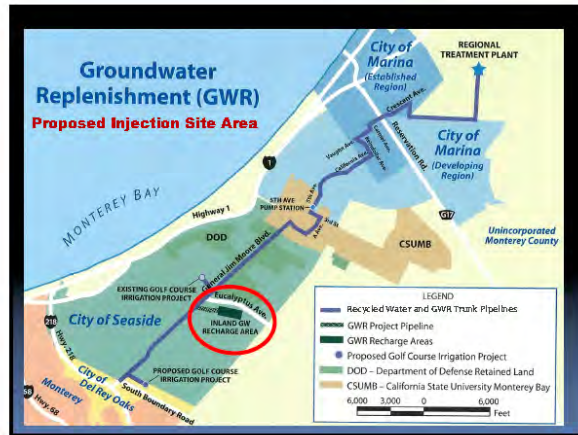 Groundwater
Replenishment (GWR)
Proposed Injection Site Area
City of
Marina
(Established
Region)
REGIONAL
TREATMENT PLANT
Crescent Ave.
Reservation Rd.
City of
Marina
(Developing
Region)
Vaughn Ave.
California Ave.
1
5TH AVE
PUMP STATION
3rd St
MONTEREY BAY
Highway 1
DOD
General Jim Moore Blvd.
CSUMB
G17
Unincorporated
Monterey County
EXISTING GOLF COURSE
IRRIGATION PROJECT
Eucalyptus Ave.
INLAND GW
RECHARGE AREA
City of Seaside
218
Hwy. 218
City of
Del Rey Oaks
PROPOSED GOLF COURSE
IRRIGATION PROJECT
South Boundary Road
Monterey
68
Hwy. 68
LEGEND
Recycled Water and GWR Trunk Pipelines
GWR Project Pipeline
GWR Recharge Areas
Proposed Golf Course Irrigation Project
DOD – Department of Defense Retained Land
CSUMB – California State University Monterey Bay
6,000 3,000 0 6,000
Feet